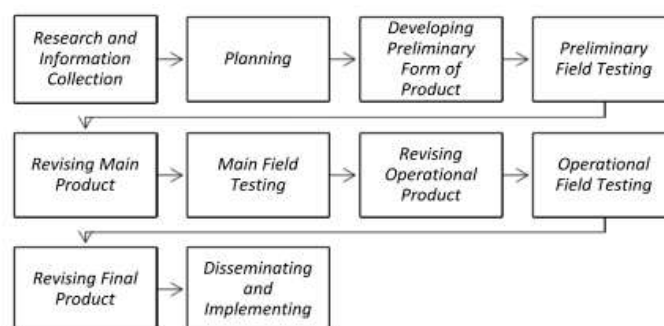 Research and
Information
Collection
Planning
Developing
Preliminary
Form of
Product
Preliminary
Field Testing
Revising Main
Product
Main Field
Testing
Revising
Operational
Product
Operational
Field Testing
Revising Final
Product
Disseminating
and
Implementing